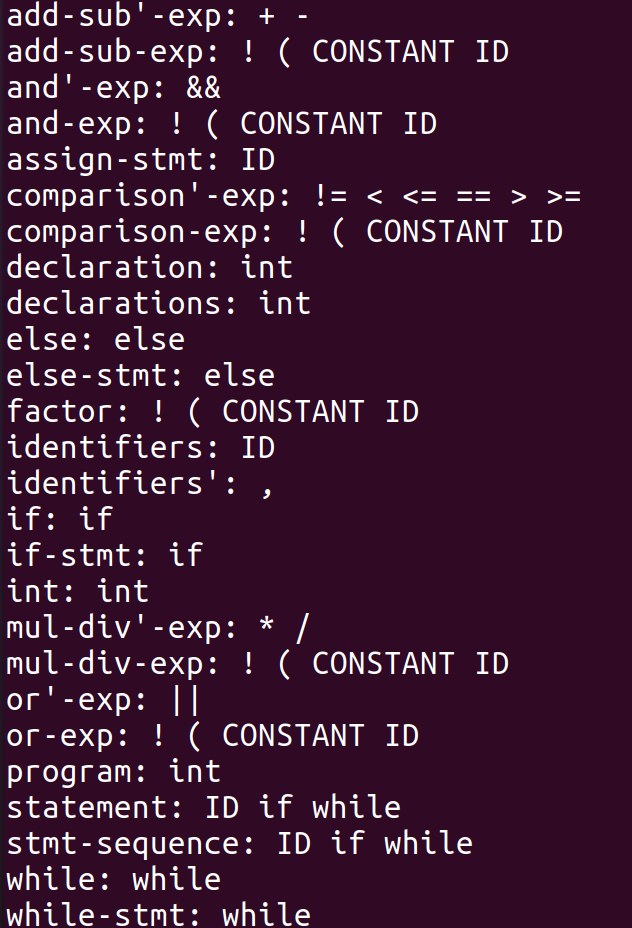 add-sub'-exp: + -
add-sub-exp: ! ( CONSTANT ID
and'-exp: &&
and-exp: ! ( CONSTANT ID
assign-stmt: ID
comparison'-exp: != < <= == > >=
comparison-exp: ! ( CONSTANT ID
declaration: int
declarations: int
else: else
else-stmt: else
factor: ! ( CONSTANT ID
identifiers: ID
identifiers': ,
if: if
if-stmt: if
int: int
mul-div'-exp: * /
mul-div-exp: ! ( CONSTANT ID
or'-exp: ||
or-exp: ! ( CONSTANT ID
program: int
statement: ID if while
stmt-sequence: ID if while
while: while
while-stmt: while